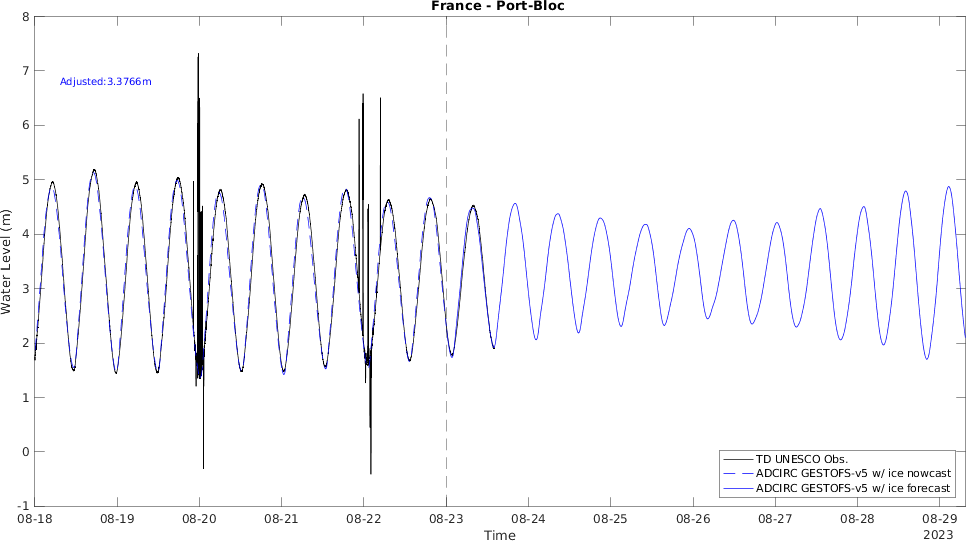 France - Port-Bloc
8
7
6
5
4
3
2
1
0
-1
Water Level (m)
Adjusted:3.3766m
TD UNESCO Obs.
ADCIRC GESTOFS-v5 w/ ice nowcast
ADCIRC GESTOFS-v5 w/ ice forecast
08-18 08-19 08-20 08-21 08-22 08-23 08-24 08-25 08-26 08-27 08-28 08-29
Time
2023